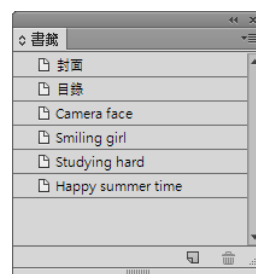 書籤
封面
目錄
Camera face
Smiling girl
Studying hard
Happy summer time